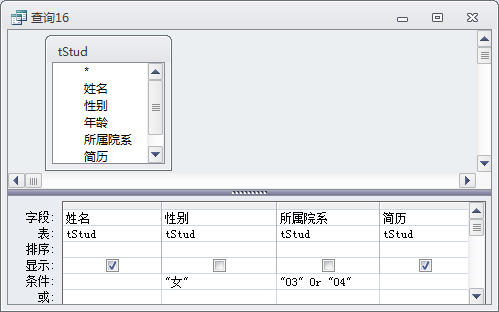 查询16
tStud
*
姓名
性别
年龄
所属院系
简历
字段: 姓名 性别 所属院系 简历
表: tStud tStud tStud tStud
排序:
显示:
条件: "女" "03" Or "04"
或: